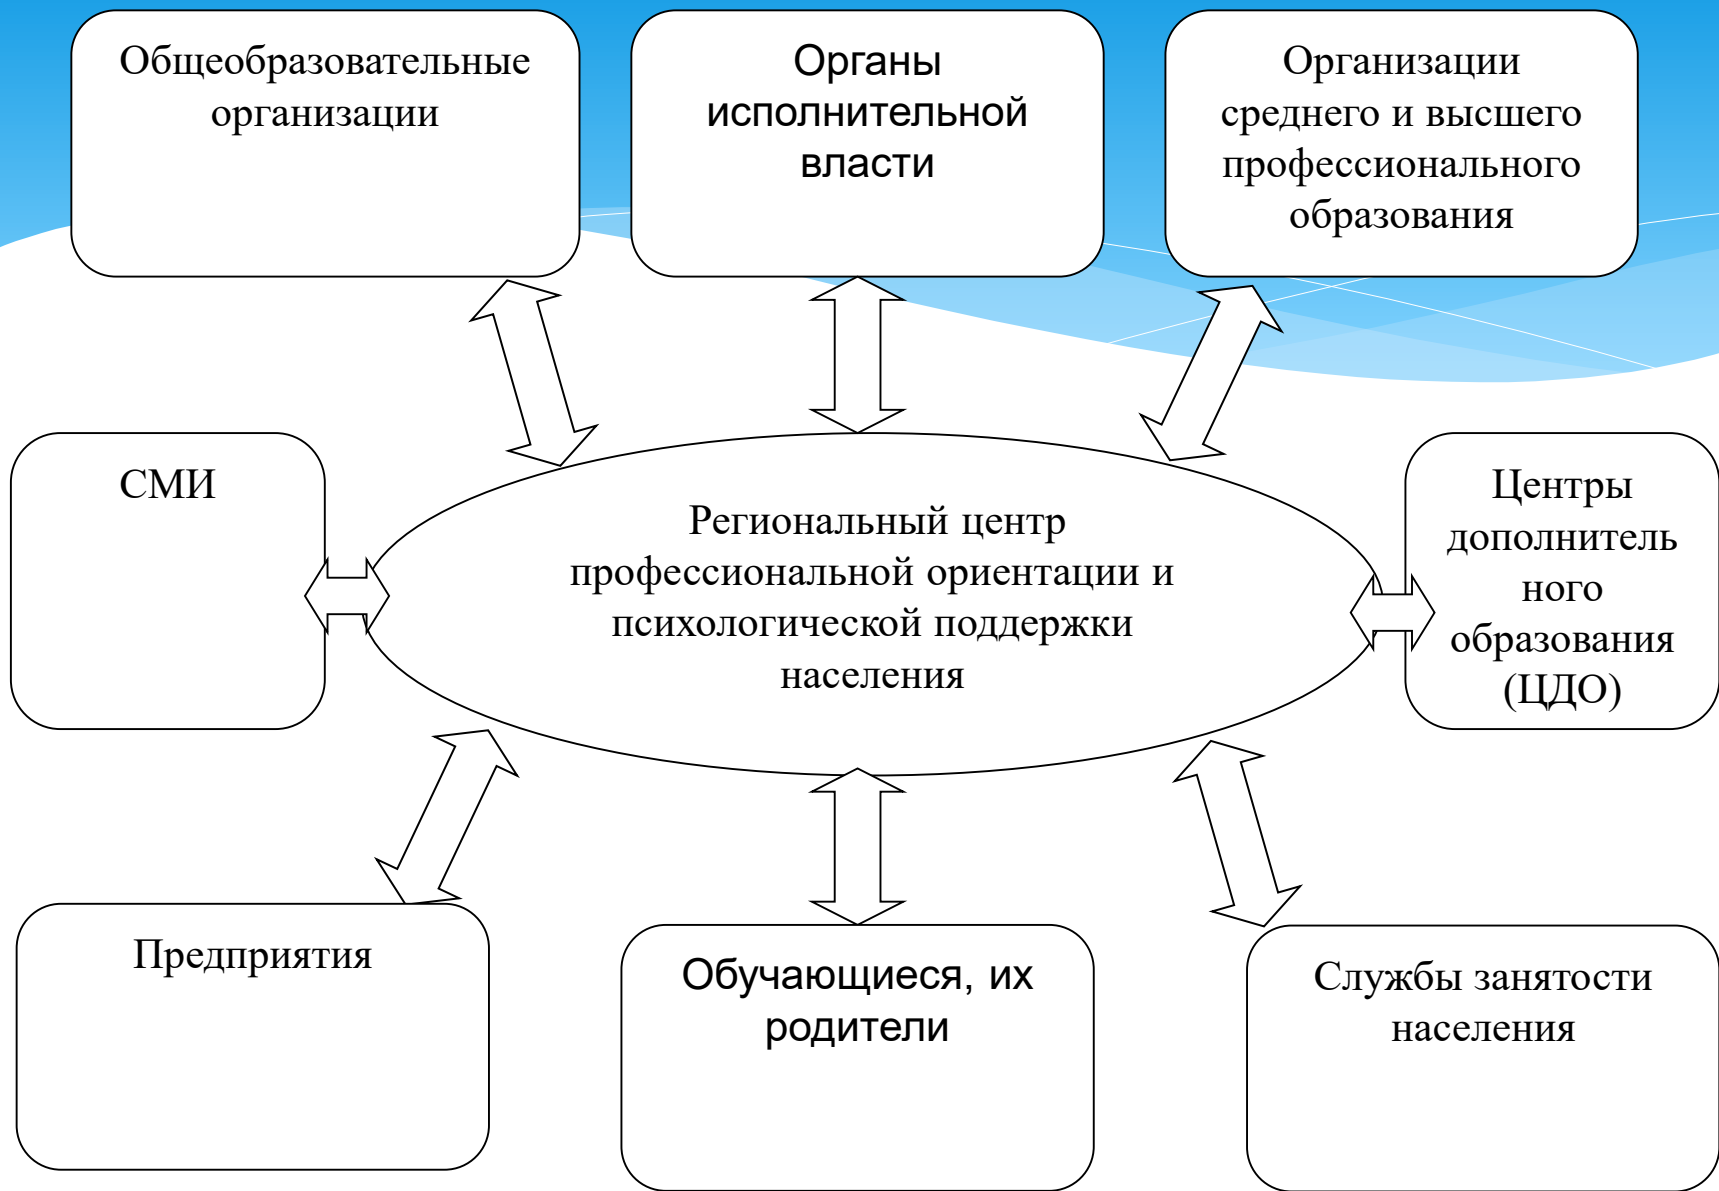 Общеобразовательные
организации
Органы
исполнительной
власти
Организации
среднего и высшего
профессионального
образования
СМИ
Региональный центр
профессиональной ориентации и
психологической поддержки
населения
Центры
дополнитель
ного
образования
(ЦДО)
Предприятия
Обучающиеся, их
родители
Службы занятости
населения